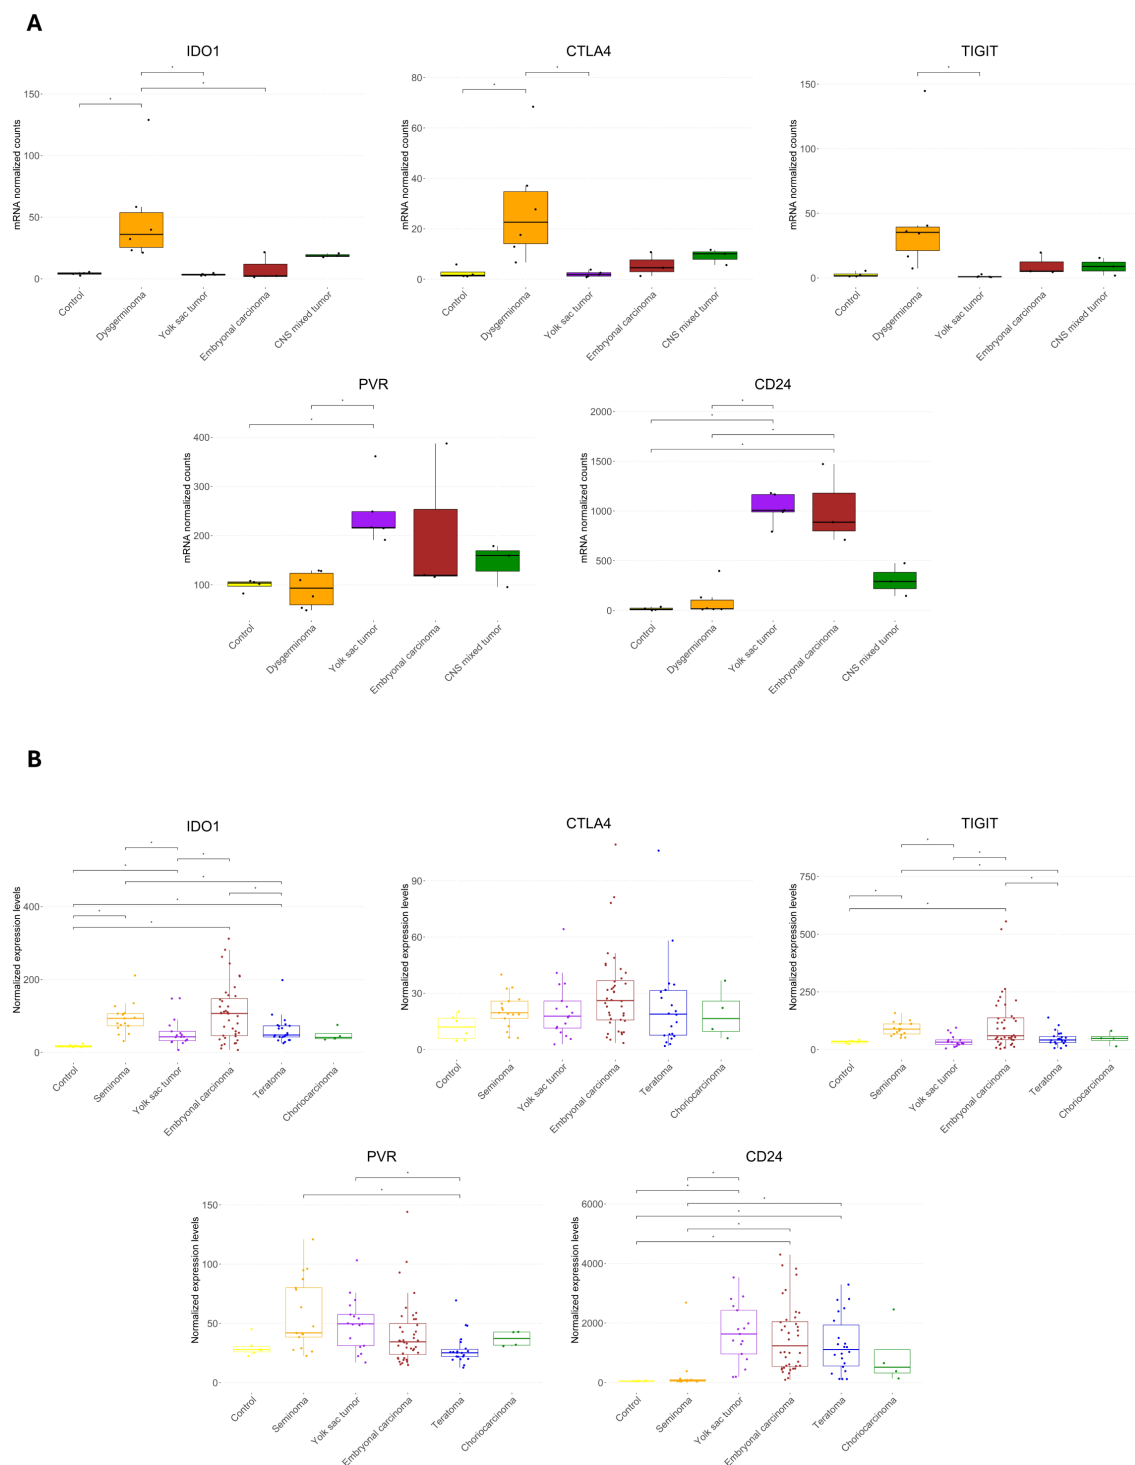 A
IDO1
CTLA4
TIGIT
mRNA normalized counts
150
100
50
0
Control
Dysgerminoma
Yolk sac tumor
Embryonal carcinoma
CNS mixed tumor
mRNA normalized counts
80
60
40
20
0
Control
Dysgerminoma
Yolk sac tumor
Embryonal carcinoma
CNS mixed tumor
mRNA normalized counts
150
100
50
0
Control
Dysgerminoma
Yolk sac tumor
Embryonal carcinoma
CNS mixed tumor
PVR
CD24
mRNA normalized counts
400
300
200
100
Control
Dysgerminoma
Yolk sac tumor
Embryonal carcinoma
CNS mixed tumor
mRNA normalized counts
2000
1500
1000
500
0
Control
Dysgerminoma
Yolk sac tumor
Embryonal carcinoma
CNS mixed tumor
B
IDO1
CTLA4
TIGIT
Normalized expression levels
400
200
0
Control
Seminoma
Yolk sac tumor
Embryonal carcinoma
Teratoma
Choriocarcinoma
Normalized expression levels
90
60
30
0
Control
Seminoma
Yolk sac tumor
Embryonal carcinoma
Teratoma
Choriocarcinoma
Normalized expression levels
750
500
250
0
Control
Seminoma
Yolk sac tumor
Embryonal carcinoma
Teratoma
Choriocarcinoma
PVR
CD24
Normalized expression levels
150
100
50
0
Control
Seminoma
Yolk sac tumor
Embryonal carcinoma
Teratoma
Choriocarcinoma
Normalized expression levels
6000
4000
2000
0
Control
Seminoma
Yolk sac tumor
Embryonal carcinoma
Teratoma
Choriocarcinoma